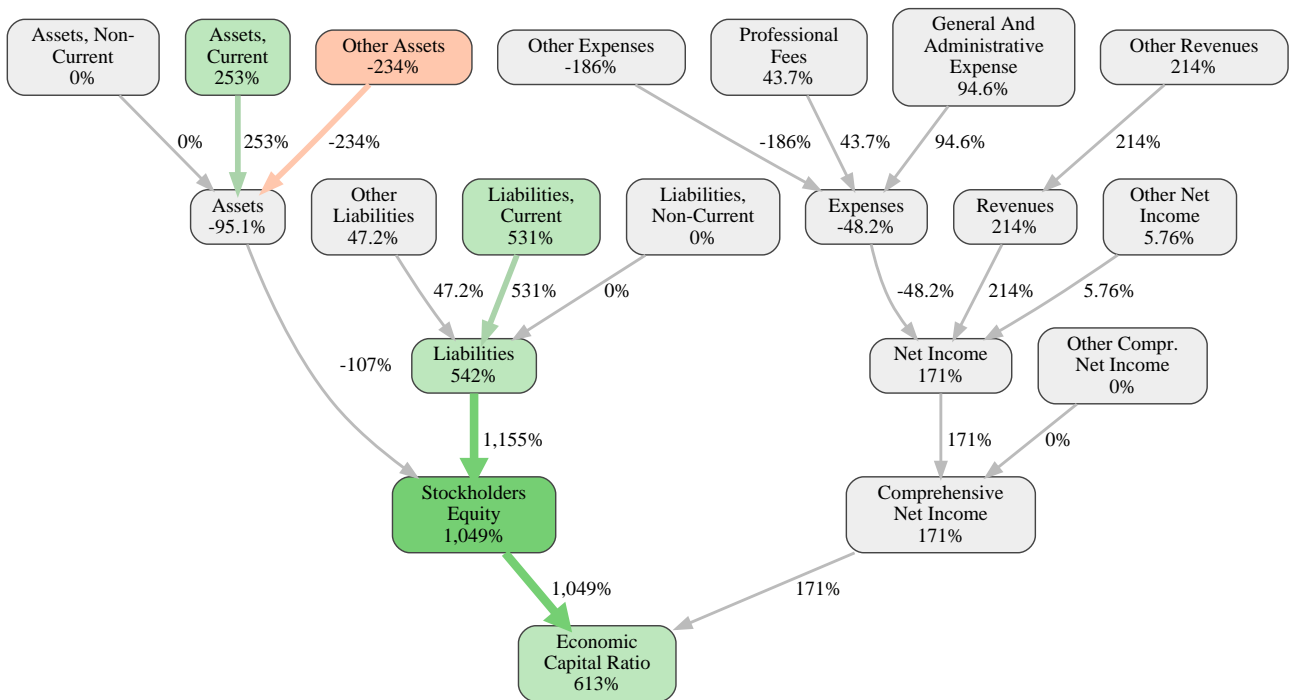 Assets, Non-
Current
0%
Assets,
Current
253%
Other Assets
-234%
Other Expenses
-186%
Professional
Fees
43.7%
General And
Administrative
Expense
94.6%
Other Revenues
214%
0%
253%
-234%
-186%
43.7%
94.6%
214%
Assets
-95.1%
Other
Liabilities
47.2%
Liabilities,
Current
531%
Liabilities,
Non-Current
0%
Expenses
-48.2%
Revenues
214%
Other Net
Income
5.76%
47.2%
531%
0%
-48.2%
214%
5.76%
-107%
Liabilities
542%
Net Income
171%
Other Compr.
Net Income
0%
1,155%
171%
0%
Stockholders
Equity
1,049%
Comprehensive
Net Income
171%
1,049%
171%
Economic
Capital Ratio
613%